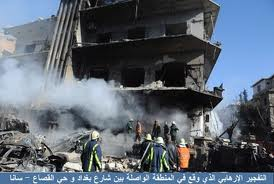 التفجير الإرهابي الذي وقع في المنطقة الواصلة بين شارع بغداد و حي القصاع - سانا